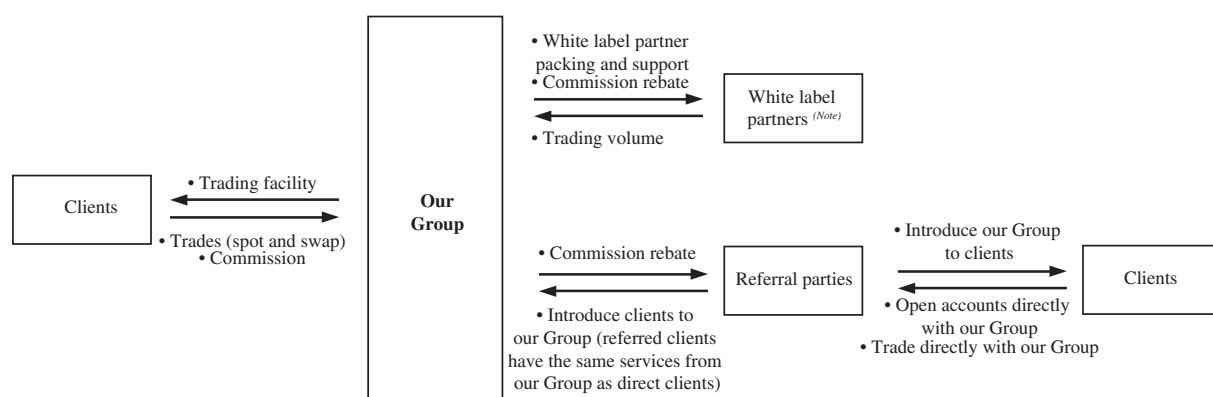 • White label partner
packing and support
• Commission rebate
White label
partners (Note)
• Trading volume
Clients
• Trading facility
• Trades (spot and swap)
• Commission
Our
Group
• Commission rebate
Referral parties
• Introduce clients to
our Group (referred clients
have the same services from
our Group as direct clients)
• Introduce our Group
to clients
• Open accounts directly
with our Group
• Trade directly with our Group
Clients